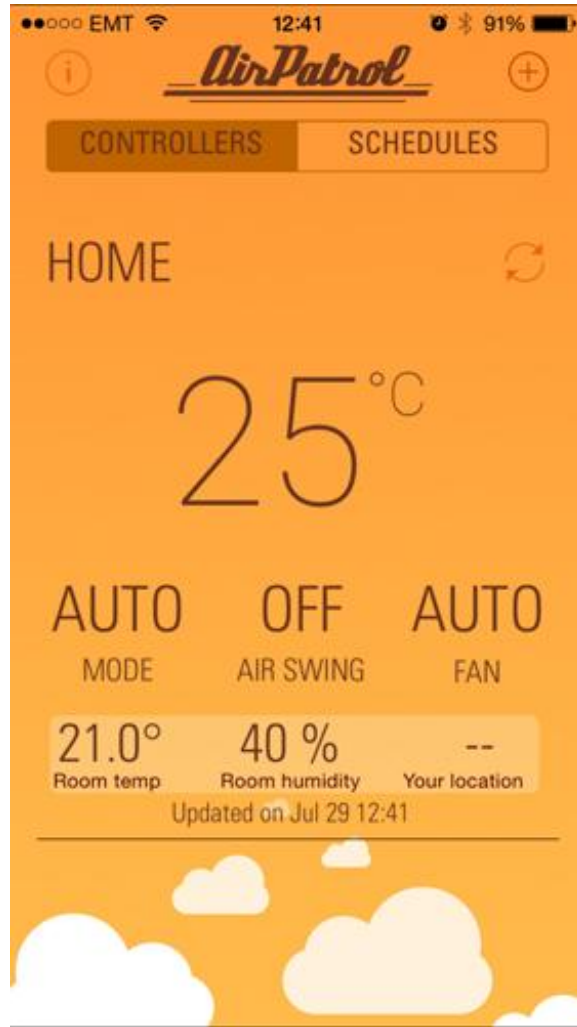 EMT 12:41 91%
i AirPatrol +
CONTROLLERS SCHEDULES
HOME
25°C
AUTO OFF AUTO
MODE AIR SWING FAN
21.0° 40 % --
Room temp Room humidity Your location
Updated on Jul 29 12:41